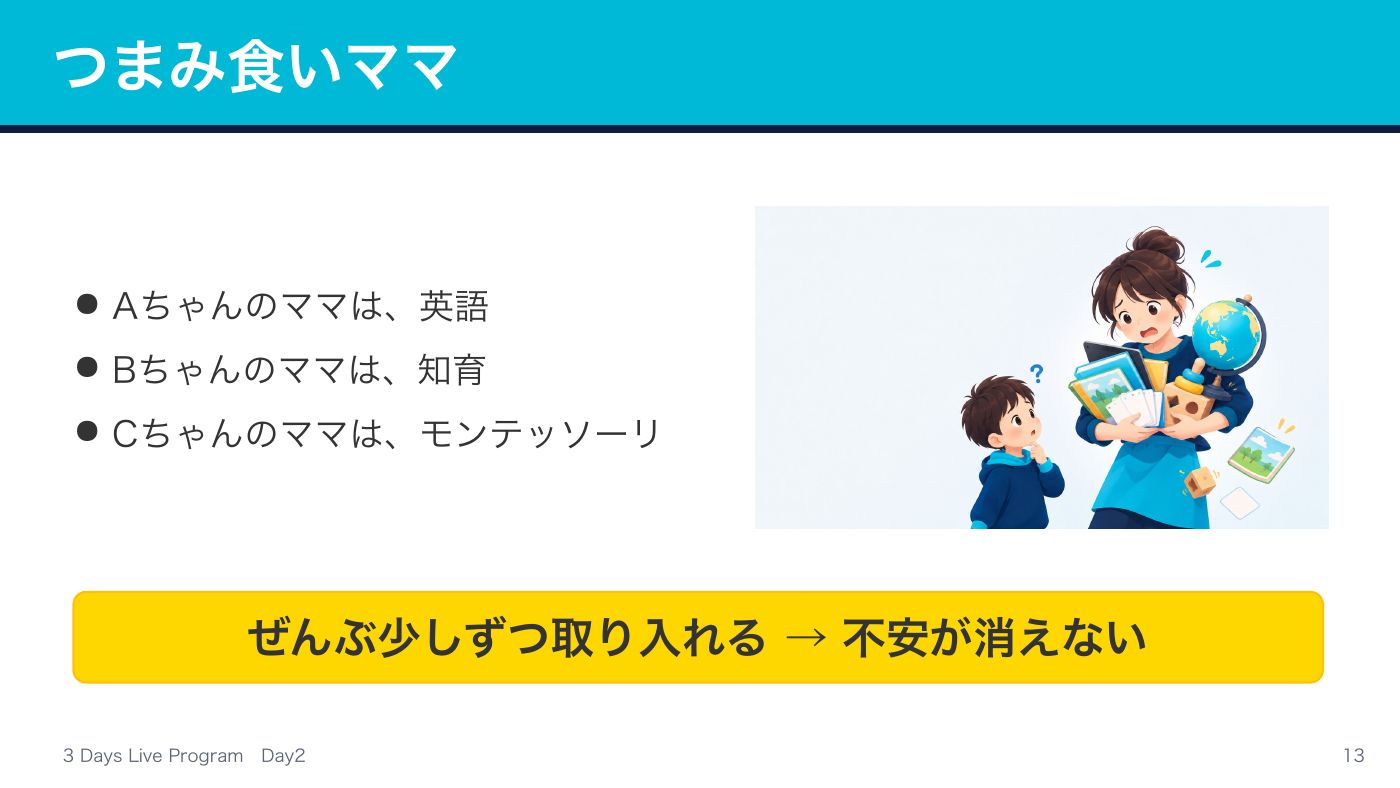 つまみ食いママ
● Aちゃんのママは、英語
● Bちゃんのママは、知育
● Cちゃんのママは、モンテッソーリ
?
ぜんぶ少しずつ取り入れる → 不安が消えない
3 Days Live Program　Day2
13